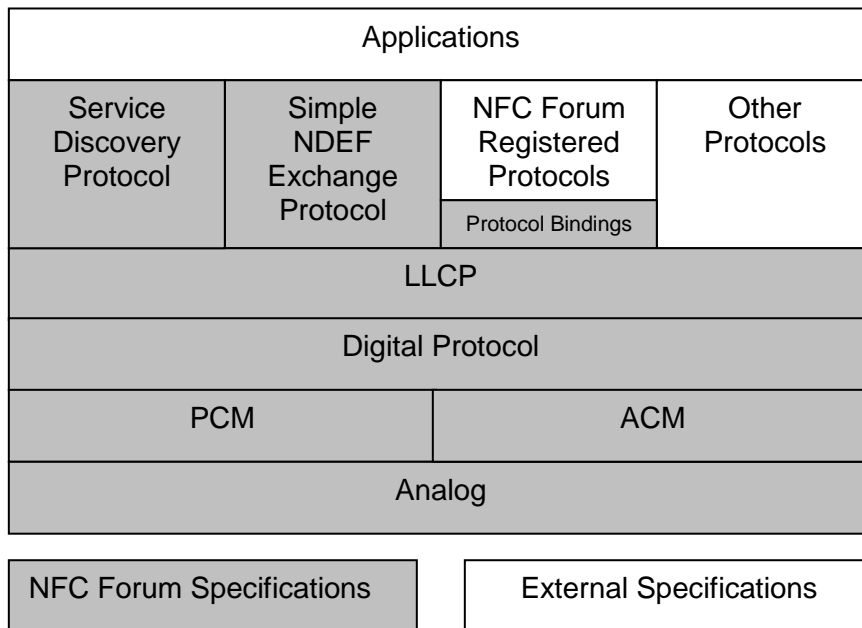 Applications
Service
Discovery
Protocol
Simple
NDEF
Exchange
Protocol
NFC Forum
Registered
Protocols
Protocol Bindings
Other
Protocols
LLCP
Digital Protocol
PCM
ACM
Analog
NFC Forum Specifications
External Specifications